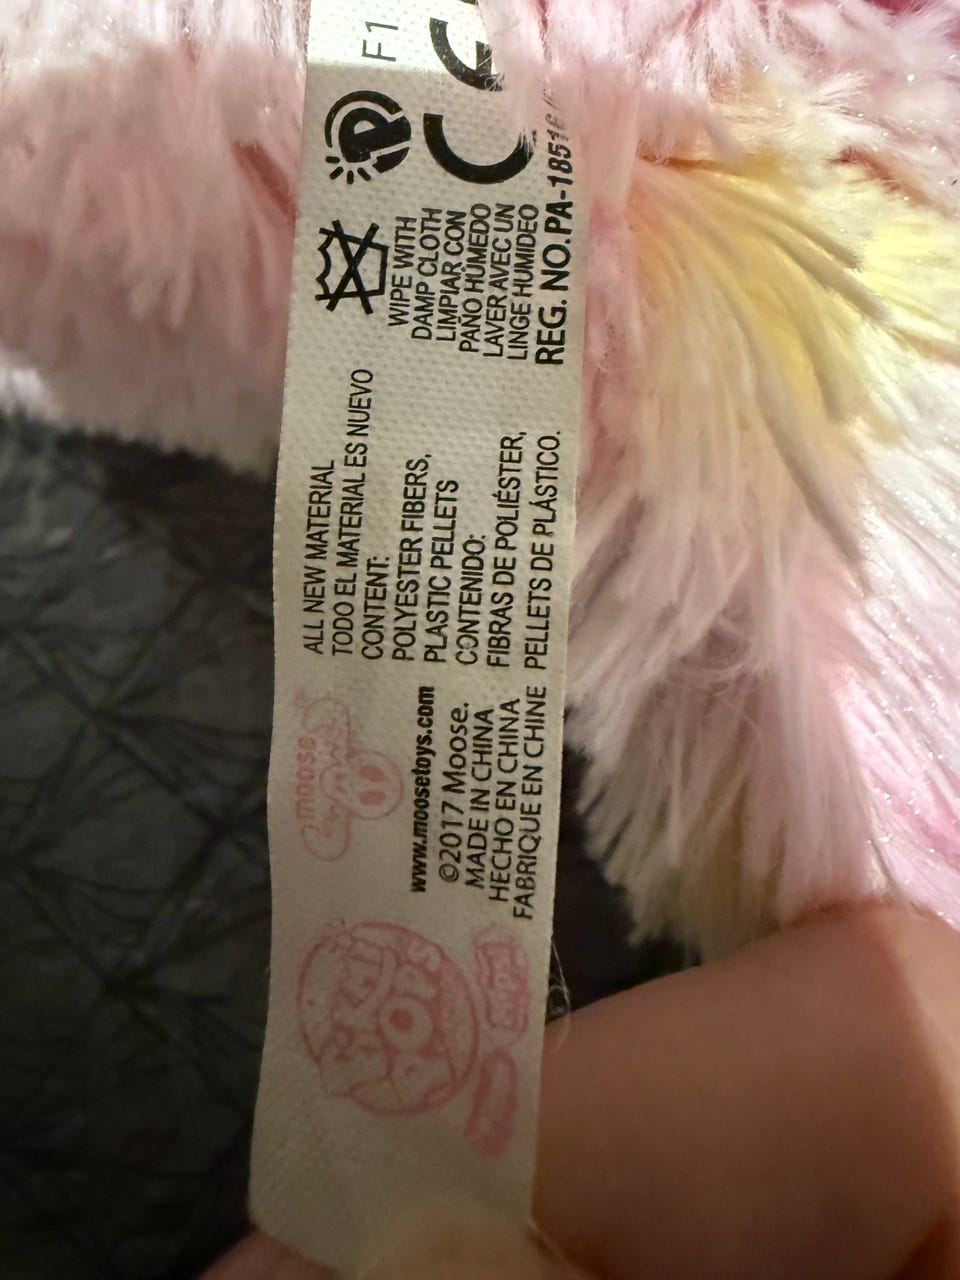 moose
www.moosetoys.com
©2017 Moose.
MADE IN CHINA
HECHO EN CHINA
FABRIQUE EN CHINE
ALL NEW MATERIAL
TODO EL MATERIAL ES NUEVO
CONTENT:
POLYESTER FIBERS,
PLASTIC PELLETS
CONTENIDO:
FIBRAS DE POLIÉSTER,
PELLETS DE PLÁSTICO.
WIPE WITH
DAMP CLOTH
LIMPIAR CON
PAÑO HÚMEDO
LAVER AVEC UN
LINGE HUMIDEO
REG. NO. PA-1851
P
F1
CE